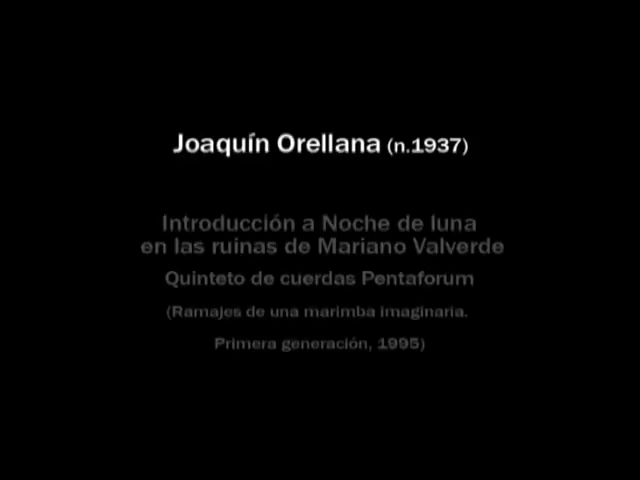 Joaquín Orellana (n.1937)
Introducción a Noche de luna
en las ruinas de Mariano Valverde
Quinteto de cuerdas Pentaforum
(Ramajes de una marimba imaginaria.
Primera generación, 1995)